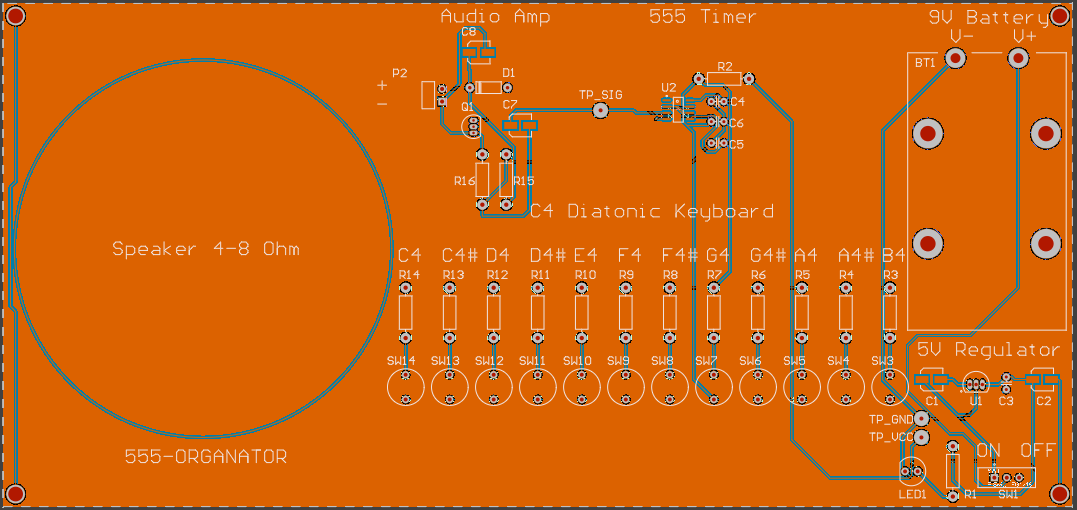 Audio Amp 555 Timer 9V Battery
V- V+
C8
BT1
P2 D1 R2
+
TP_SIG U2
-
Q1 C7 C4
C6
C5
R16 R15
C4 Diatonic Keyboard
Speaker 4-8 Ohm
C4 C4# D4 D4# E4 F4 F4# G4 G4# A4 A4# B4
R14 R13 R12 R11 R10 R9 R8 R7 R6 R5 R4 R3
5V Regulator
SW14 SW13 SW12 SW11 SW10 SW9 SW8 SW7 SW6 SW5 SW4 SW3
C1 U1 C3 C2
TP_GND
TP_VCC
555-ORGANATOR
ON OFF
LED1 R1 SW1